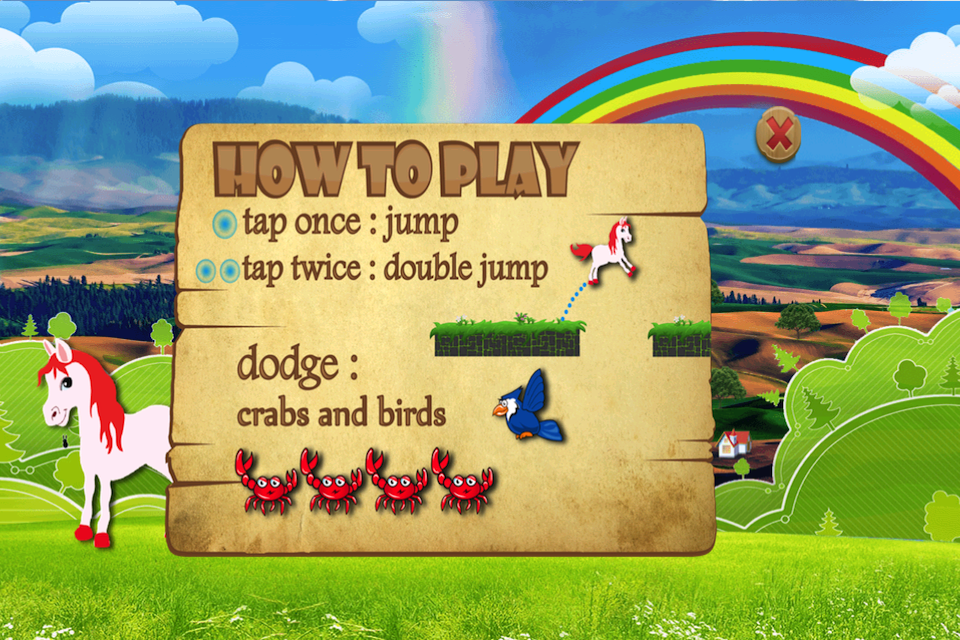 HOW TO PLAY
tap once : jump
tap twice : double jump
dodge :
crabs and birds